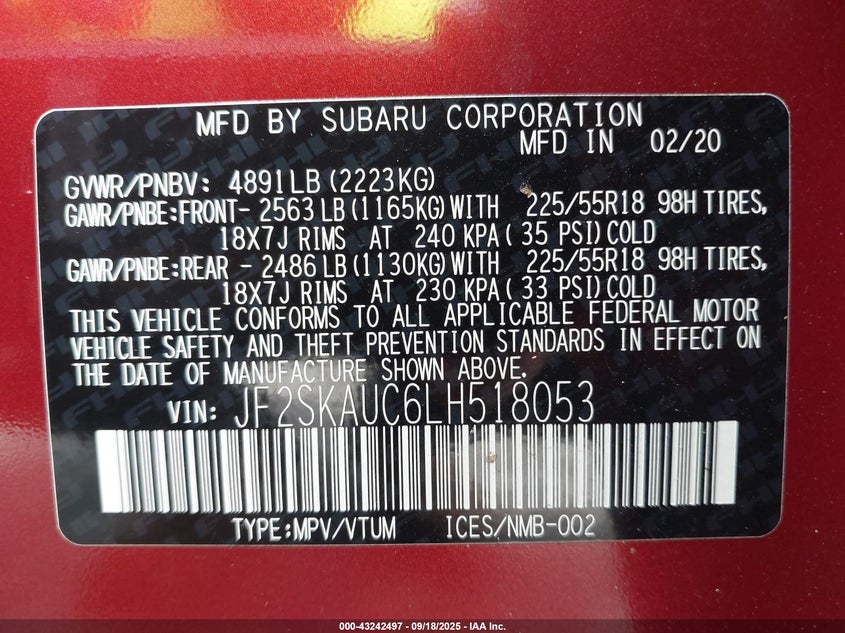 MFD BY SUBARU CORPORATION
MFD IN 02/20
GVWR/PNBV: 4891LB (2223KG)
GAWR/PNBE:FRONT- 2563 LB (1165KG) WITH 225/55R18 98H TIRES,
18X7J RIMS AT 240 KPA( 35 PSI) COLD
GAWR/PNBE:REAR - 2486 LB (1130KG) WITH 225/55R18 98H TIRES,
18X7J RIMS AT 230 KPA( 33 PSI) COLD
THIS VEHICLE CONFORMS TO ALL APPLICABLE FEDERAL MOTOR
VEHICLE SAFETY AND THEFT PREVENTION STANDARDS IN EFFECT ON
THE DATE OF MANUFACTURE SHOWN ABOVE.
VIN: JF2SKAUC6LH518053
TYPE:MPV/VTUM ICES/NMB-002
000-43242497 - 09/18/2025 - IAA Inc.